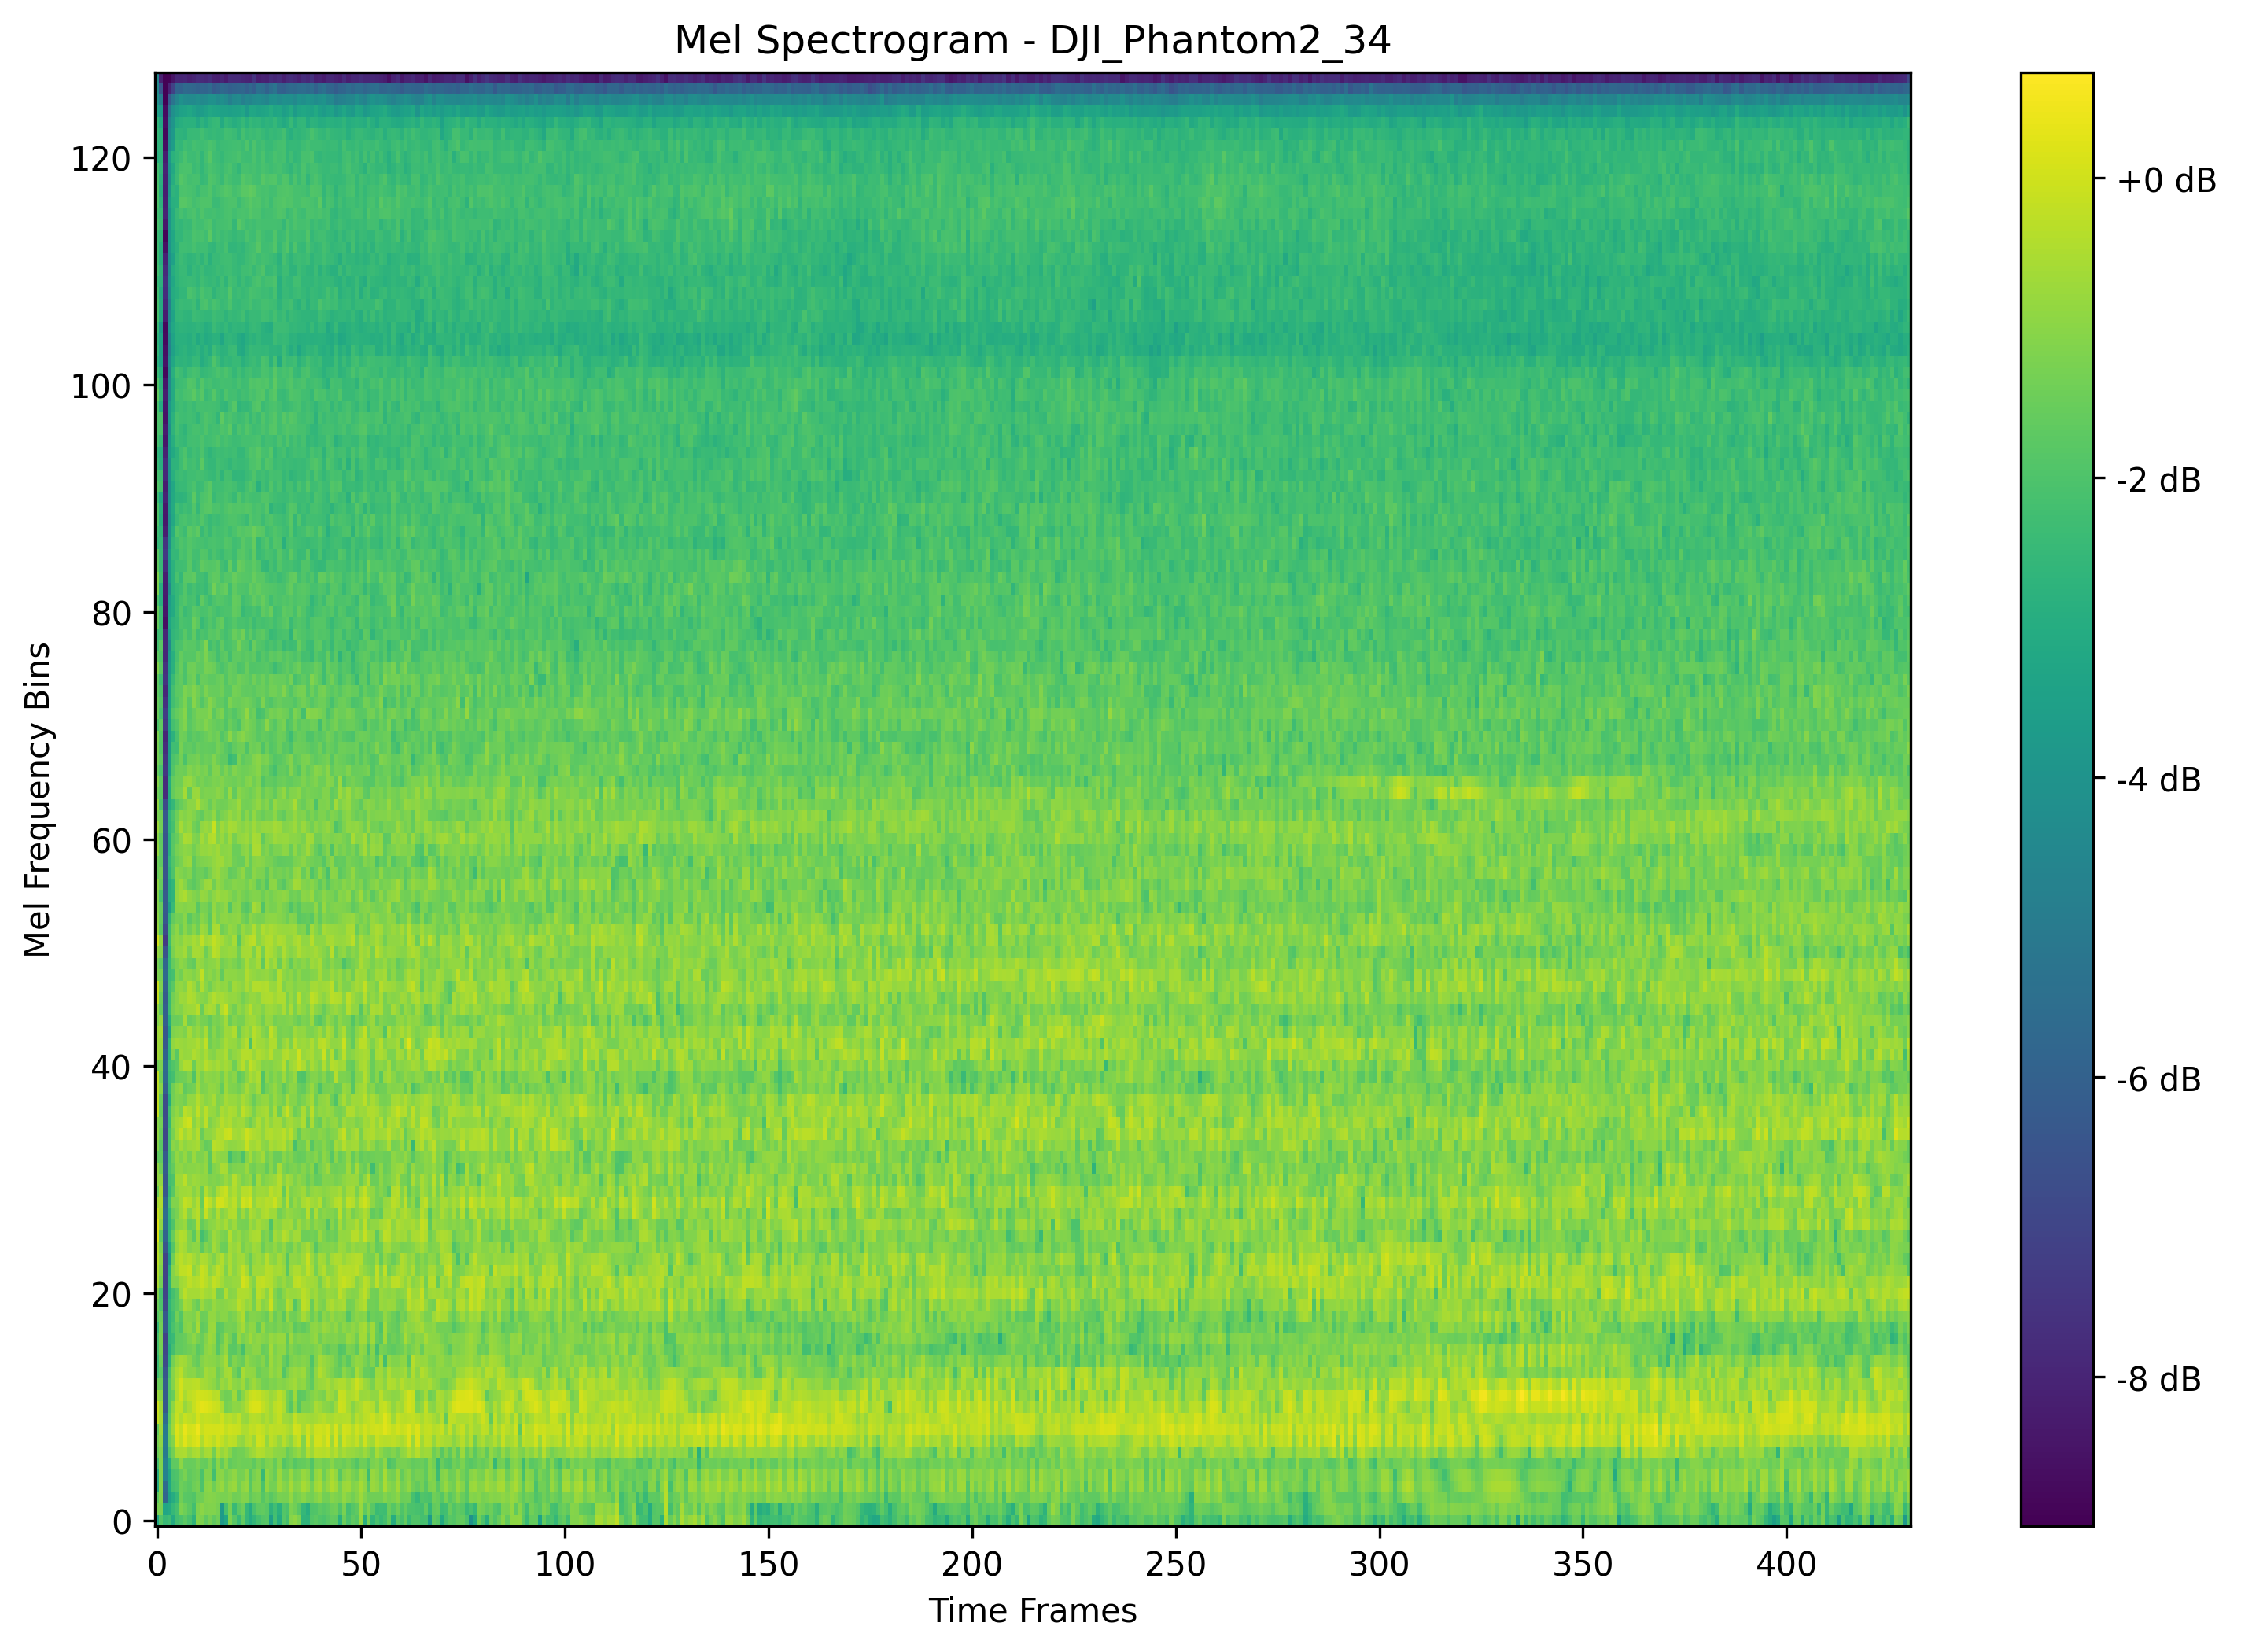 Mel Spectrogram - DJI_Phantom2_34
Mel Frequency Bins
120
100
80
60
40
20
0
0 50 100 150 200 250 300 350 400
Time Frames
+0 dB
-2 dB
-4 dB
-6 dB
-8 dB